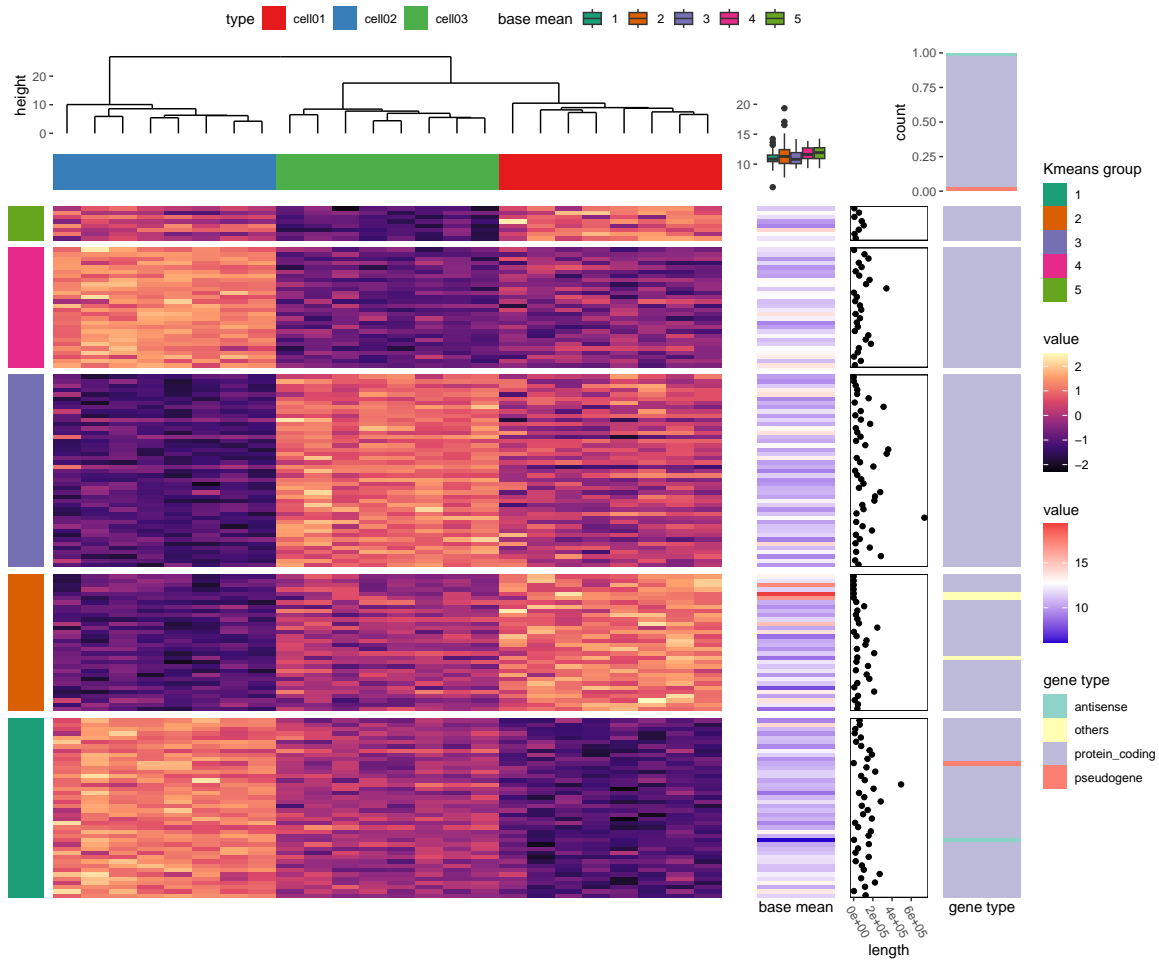 type cell01 cell02 cell03 base mean 1 2 3 4 5
height
20
10
0
20
15
10
count
1.00
0.75
0.50
0.25
0.00
Kmeans group
1
2
3
4
5
value
2
1
0
−1
−2
value
15
10
gene type
antisense
others
protein_coding
pseudogene
base mean
0e+00
2e+05
4e+05
6e+05
length
gene type